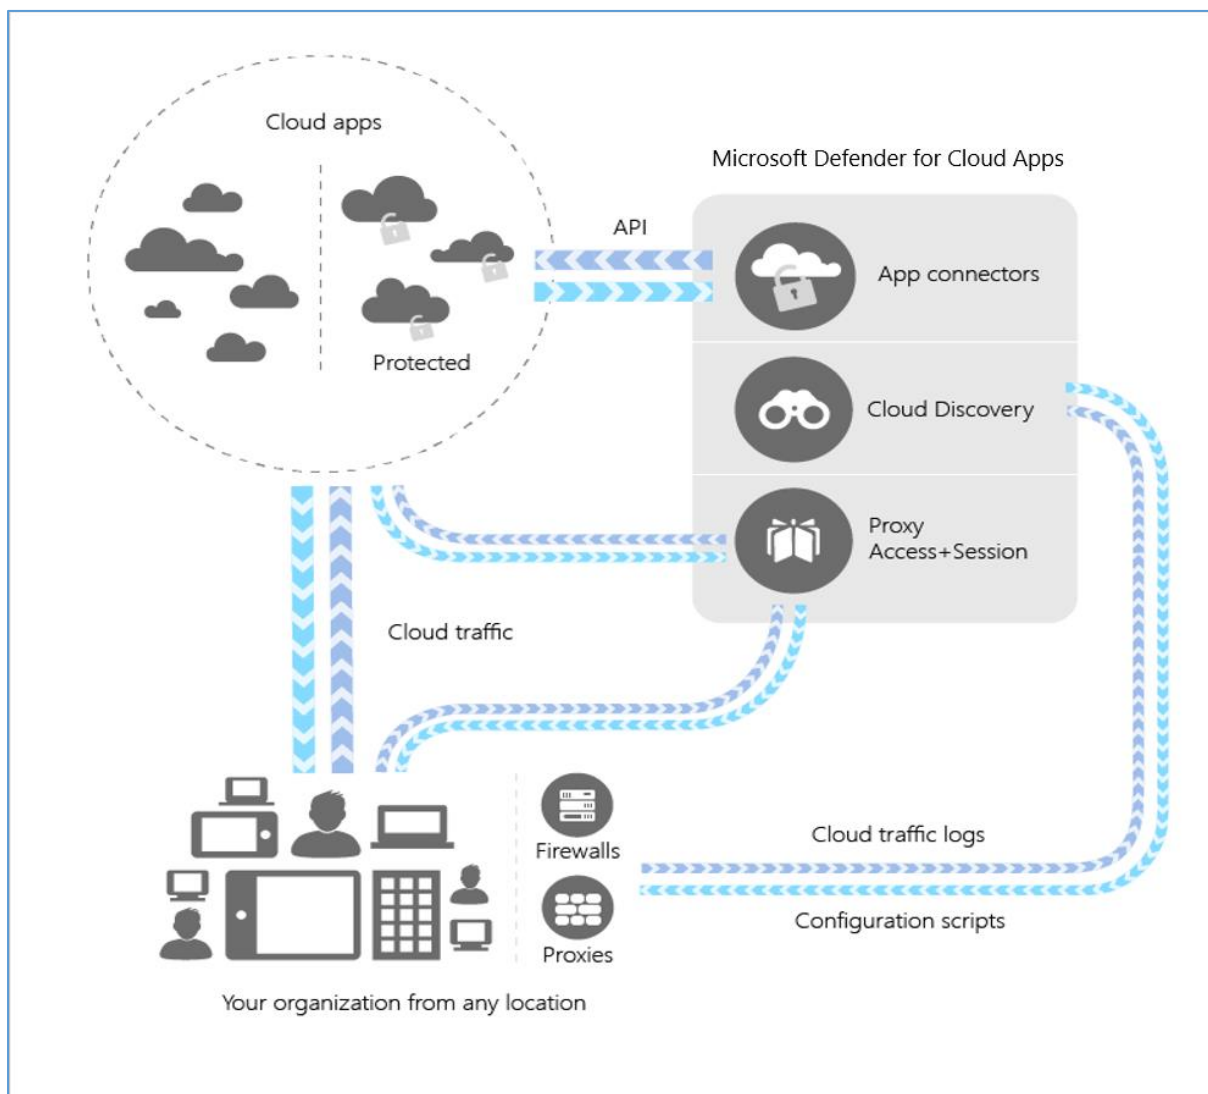 Cloud apps
Microsoft Defender for Cloud Apps
API
App connectors
Protected
Cloud Discovery
Proxy
Access+Session
Cloud traffic
Firewalls
Cloud traffic logs
Configuration scripts
Proxies
Your organization from any location